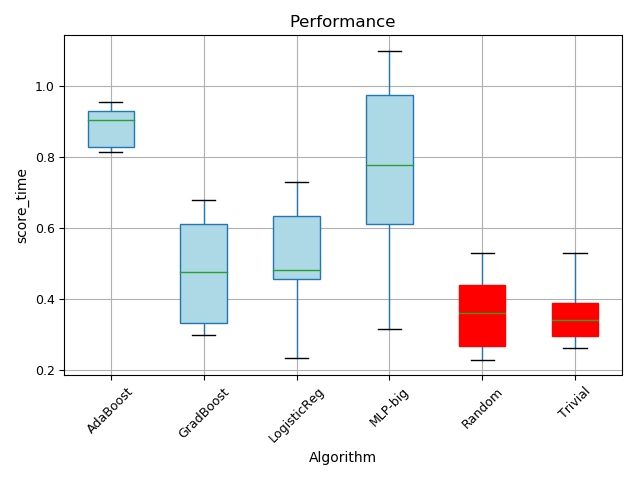 Performance
score_time
1.0
0.8
0.6
0.4
0.2
AdaBoost
GradBoost
LogisticReg
MLP-big
Random
Trivial
Algorithm